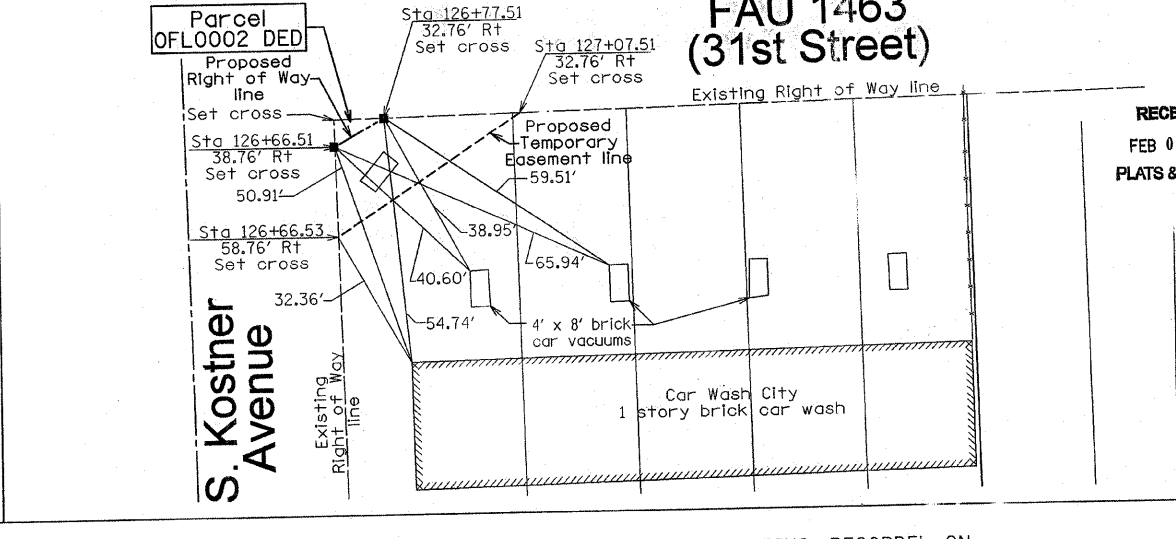 Parcel
OFL0002 DED
Sta 126+77.51
32.76' Rt
Set cross
Sta 127+07.51
32.76' Rt
Set cross
FAU 1463
(31st Street)
Proposed
Right of Way
line
Set cross
Existing Right of Way line
Sta 126+66.51
38.76' Rt
Set cross
Proposed
Temporary
Easement line
50.91'
59.51'
Sta 126+66.53
58.76' Rt
Set cross
38.95'
40.60'
65.94'
32.36'
54.74'
4' x 8' brick
car vacuums
S. Kostner
Avenue
Existing
Right of Way
line
Car Wash City
1 story brick car wash
RECE
FEB 0
PLATS &